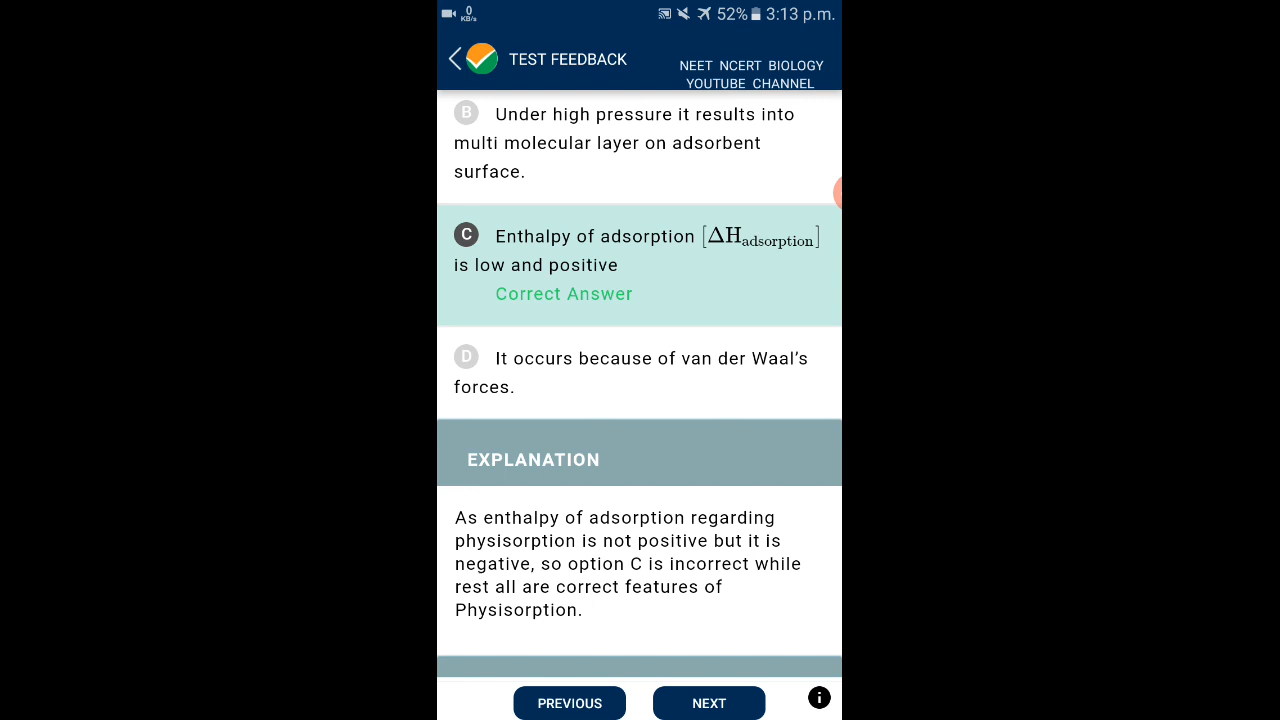 0
KB/s
52% 3:13 p.m.
TEST FEEDBACK
NEET NCERT BIOLOGY
YOUTUBE CHANNEL
B Under high pressure it results into
multi molecular layer on adsorbent
surface.
C Enthalpy of adsorption [ΔHadsorption]
is low and positive
Correct Answer
D It occurs because of van der Waal’s
forces.
EXPLANATION
As enthalpy of adsorption regarding
physisorption is not positive but it is
negative, so option C is incorrect while
rest all are correct features of
Physisorption.
PREVIOUS NEXT i